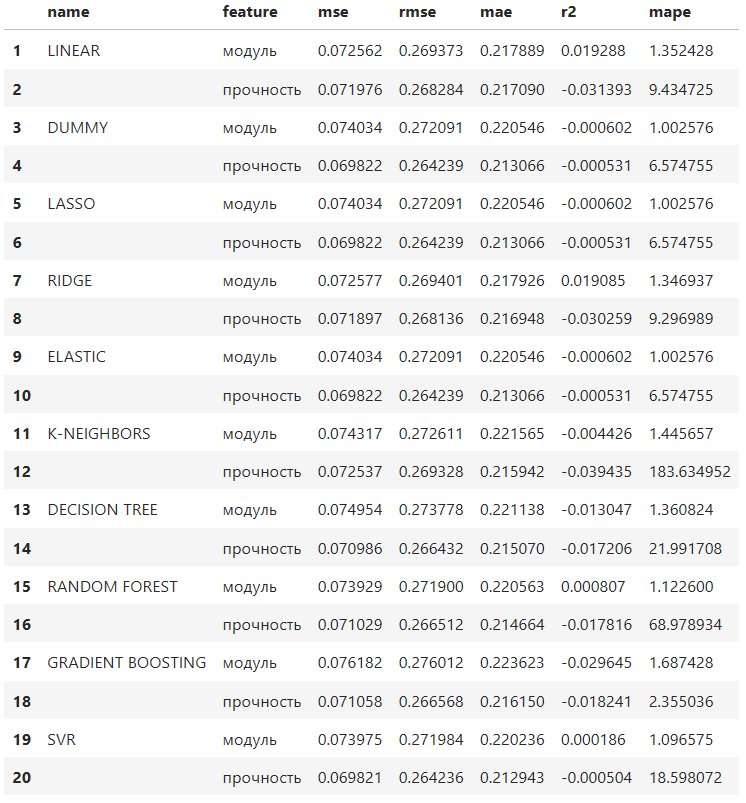 name feature mse rmse mae r2 mape
1 LINEAR модуль 0.072562 0.269373 0.217889 0.019288 1.352428
2 прочность 0.071976 0.268284 0.217090 -0.031393 9.434725
3 DUMMY модуль 0.074034 0.272091 0.220546 -0.000602 1.002576
4 прочность 0.069822 0.264239 0.213066 -0.000531 6.574755
5 LASSO модуль 0.074034 0.272091 0.220546 -0.000602 1.002576
6 прочность 0.069822 0.264239 0.213066 -0.000531 6.574755
7 RIDGE модуль 0.072577 0.269401 0.217926 0.019085 1.346937
8 прочность 0.071897 0.268136 0.216948 -0.030259 9.296989
9 ELASTIC модуль 0.074034 0.272091 0.220546 -0.000602 1.002576
10 прочность 0.069822 0.264239 0.213066 -0.000531 6.574755
11 K-NEIGHBORS модуль 0.074317 0.272611 0.221565 -0.004426 1.445657
12 прочность 0.072537 0.269328 0.215942 -0.039435 183.634952
13 DECISION TREE модуль 0.074954 0.273778 0.221138 -0.013047 1.360824
14 прочность 0.070986 0.266432 0.215070 -0.017206 21.991708
15 RANDOM FOREST модуль 0.073929 0.271900 0.220563 0.000807 1.122600
16 прочность 0.071029 0.266512 0.214664 -0.017816 68.978934
17 GRADIENT BOOSTING модуль 0.076182 0.276012 0.223623 -0.029645 1.687428
18 прочность 0.071058 0.266568 0.216150 -0.018241 2.355036
19 SVR модуль 0.073975 0.271984 0.220236 0.000186 1.096575
20 прочность 0.069821 0.264236 0.212943 -0.000504 18.598072